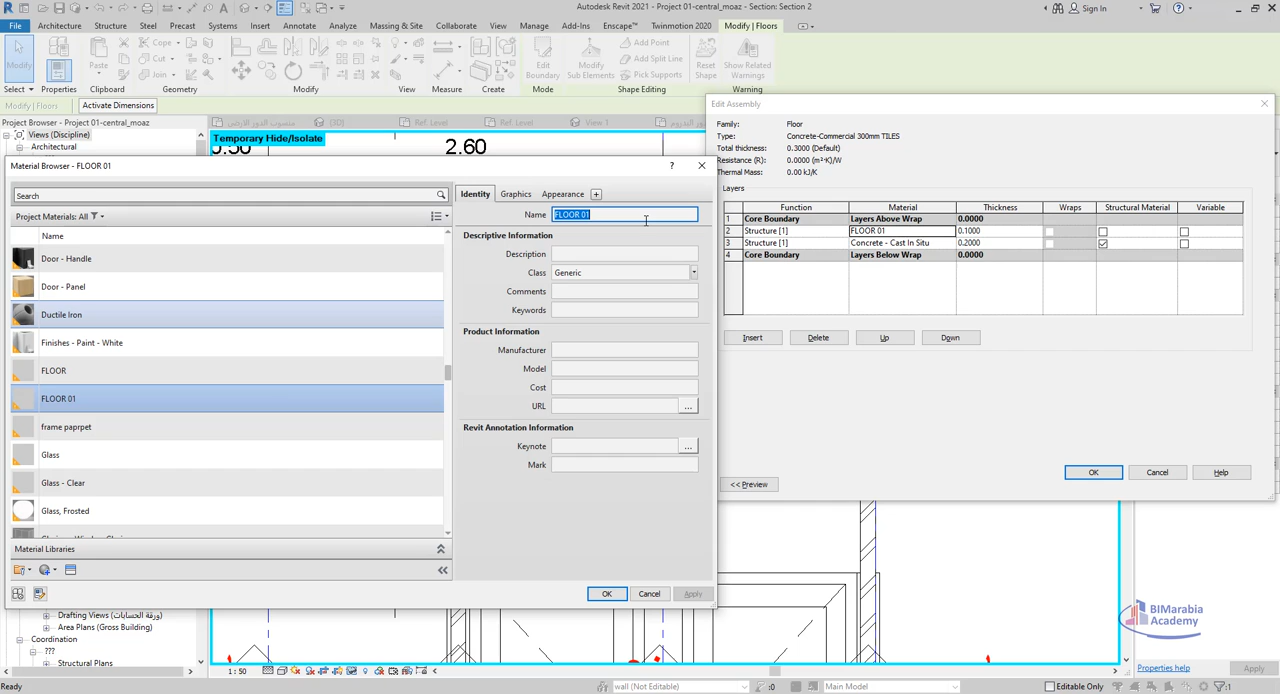 Autodesk Revit 2021 - Project 01-central_moaz - Section: Section 2
Sign In
File Architecture Structure Steel Precast Systems Insert Annotate Analyze Massing & Site Collaborate View Manage Add-Ins Enscape™ Twinmotion 2020 Modify | Floors
Modify
Paste
Cope
Cut
Join
Edit Boundary
Modify Sub Elements
Add Point
Add Split Line
Pick Supports
Reset Shape
Show Related Warnings
Select Properties Clipboard Geometry Modify View Measure Create Mode Shape Editing Warning
Modify | Floors Activate Dimensions
Project Browser - Project 01-central_moaz
Views (Discipline)
Architectural
{3D}
Ref. Level
Ref. Level
View 1
Temporary Hide/Isolate
2.60
Material Browser - FLOOR 01
? 
Search
Project Materials: All
Name
Door - Handle
Door - Panel
Ductile Iron
Finishes - Paint - White
FLOOR
FLOOR 01
frame paprpet
Glass
Glass - Clear
Glass, Frosted
Material Libraries
Identity Graphics Appearance
Name FLOOR 01
Descriptive Information
Description
Class Generic
Comments
Keywords
Product Information
Manufacturer
Model
Cost
URL ...
Revit Annotation Information
Keynote ...
Mark
OK Cancel Apply
Edit Assembly
Family: Floor
Type: Concrete-Commercial 300mm TILES
Total thickness: 0.3000 (Default)
Resistance (R): 0.0000 (m²·K)/W
Thermal Mass: 0.00 kJ/K
Layers
Function Material Thickness Wraps Structural Material Variable
1 Core Boundary Layers Above Wrap 0.0000
2 Structure [1] FLOOR 01 0.1000
3 Structure [1] Concrete - Cast In Situ 0.2000
4 Core Boundary Layers Below Wrap 0.0000
Insert Delete Up Down
OK Cancel Help
<< Preview
Drafting Views (ورقة الحسابات)
Area Plans (Gross Building)
Coordination
???
Structural Plans
BIMarabia
Academy
1 : 50
Properties help Apply
Ready
wall (Not Editable)
:0
Main Model
Editable Only
:1